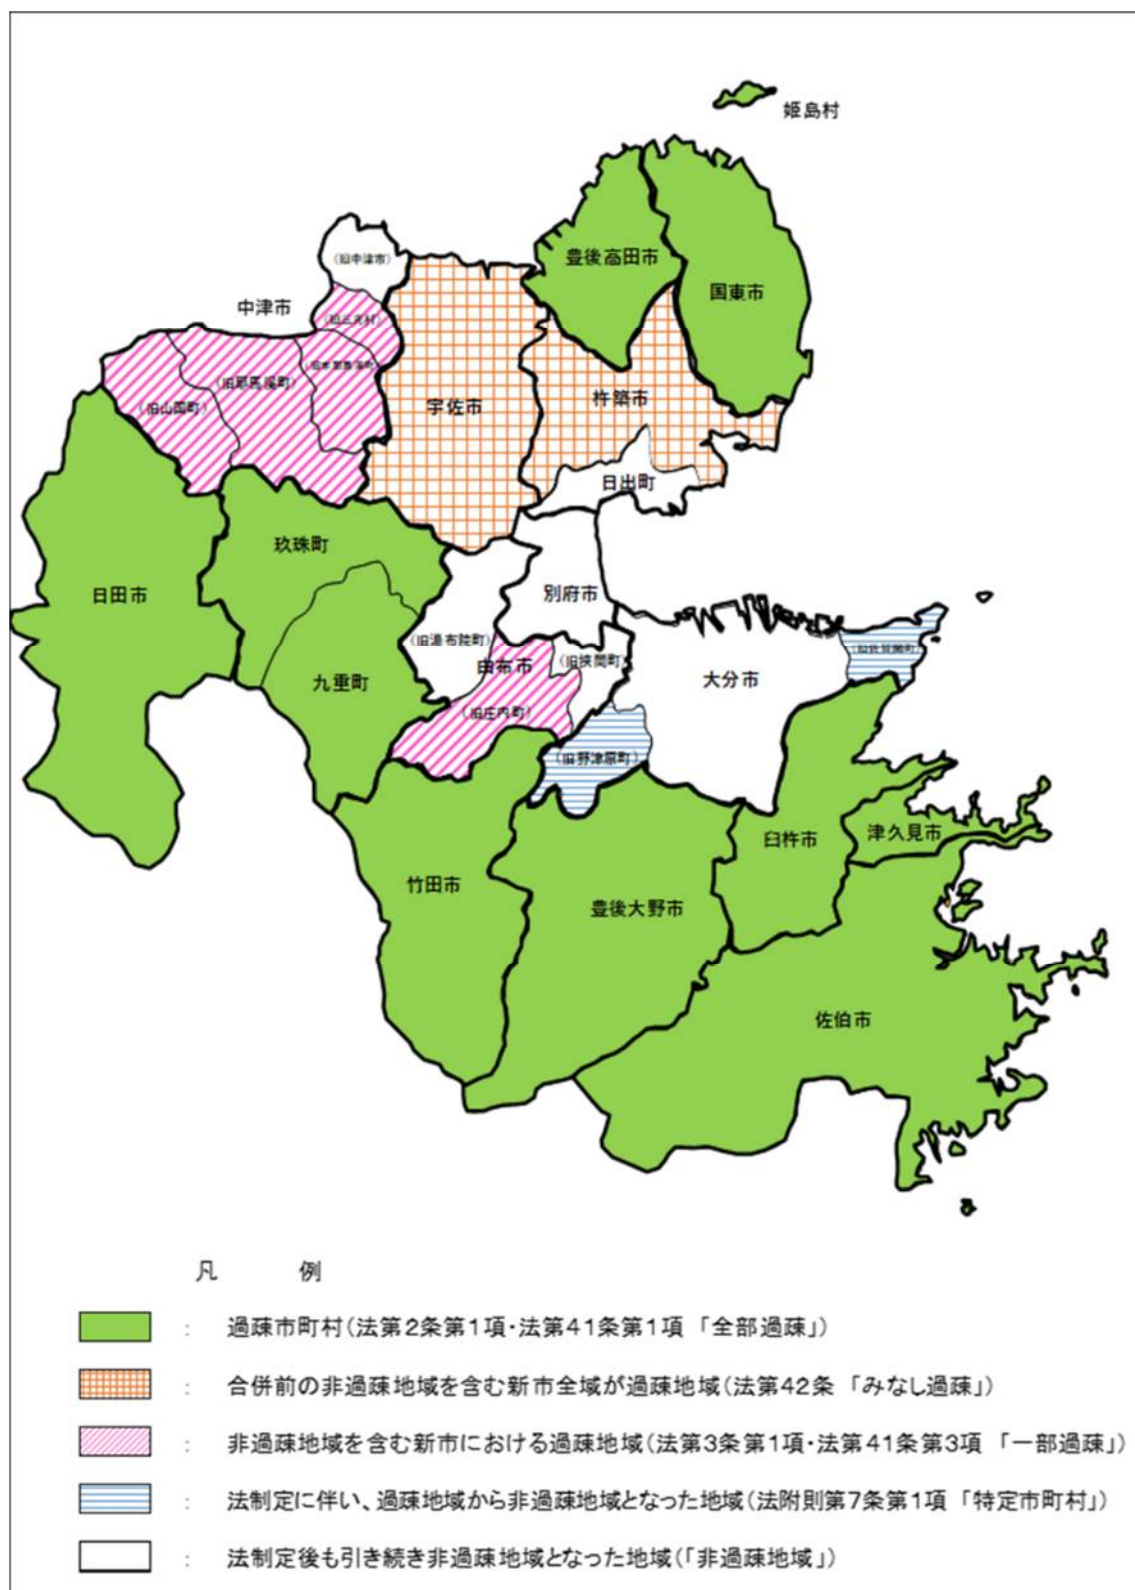 姫島村
豊後高田市
国東市
(旧中津市)
中津市
(旧三光村)
(旧本耶馬渓町)
(旧耶馬渓町)
(旧山国町)
宇佐市
杵築市
日出町
玖珠町
日田市
別府市
(旧湯布院町)
由布市
(旧挾間町)
(旧佐賀関町)
大分市
九重町
(旧庄内町)
(旧野津原町)
臼杵市
津久見市
竹田市
豊後大野市
佐伯市
凡 例
: 過疎市町村(法第2条第1項・法第41条第1項 「全部過疎」)
: 合併前の非過疎地域を含む新市全域が過疎地域(法第42条 「みなし過疎」)
: 非過疎地域を含む新市における過疎地域(法第3条第1項・法第41条第3項 「一部過疎」)
: 法制定に伴い、過疎地域から非過疎地域となった地域(法附則第7条第1項 「特定市町村」)
: 法制定後も引き続き非過疎地域となった地域(「非過疎地域」)